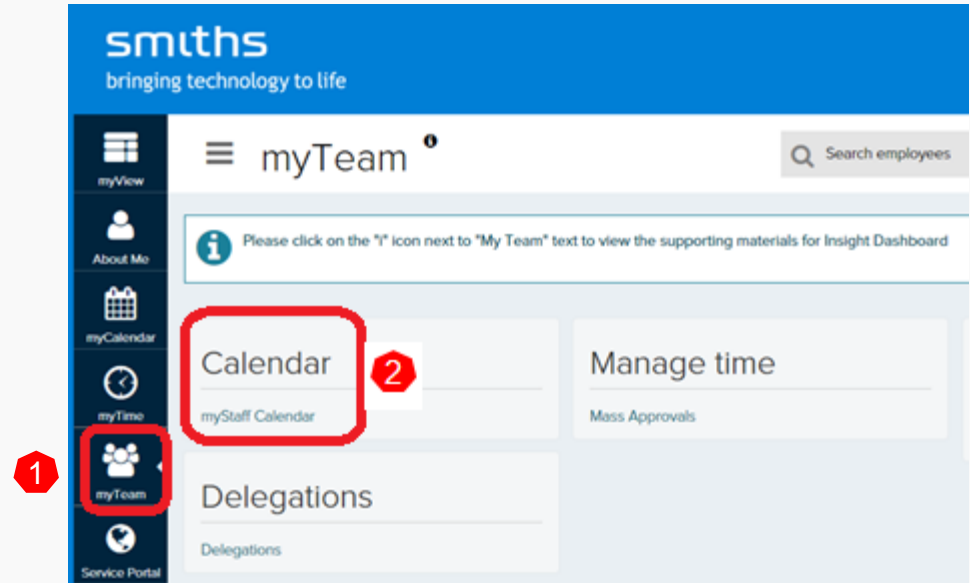 smiths
bringing technology to life
myView
About Me
myCalendar
myTime
1
myTeam
Service Portal
myTeam
Search employees
Please click on the "i" icon next to "My Team" text to view the supporting materials for Insight Dashboard
Calendar
2
myStaff Calendar
Manage time
Mass Approvals
Delegations
Delegations